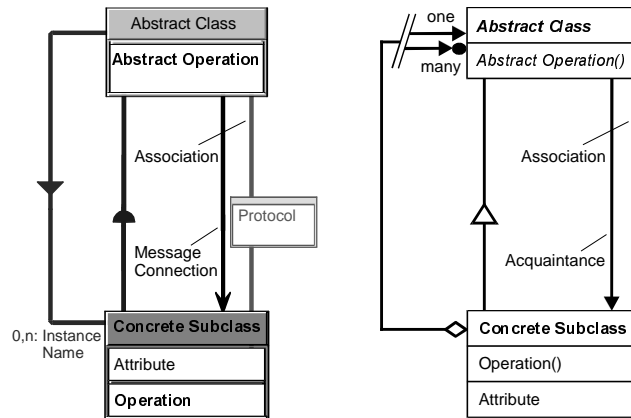 Abstract Class
Abstract Operation
Association
Protocol
Message
Connection
0,n: Instance
Name
Concrete Subclass
Attribute
Operation
one
many
Abstract Class
Abstract Operation()
Association
Acquaintance
Concrete Subclass
Operation()
Attribute